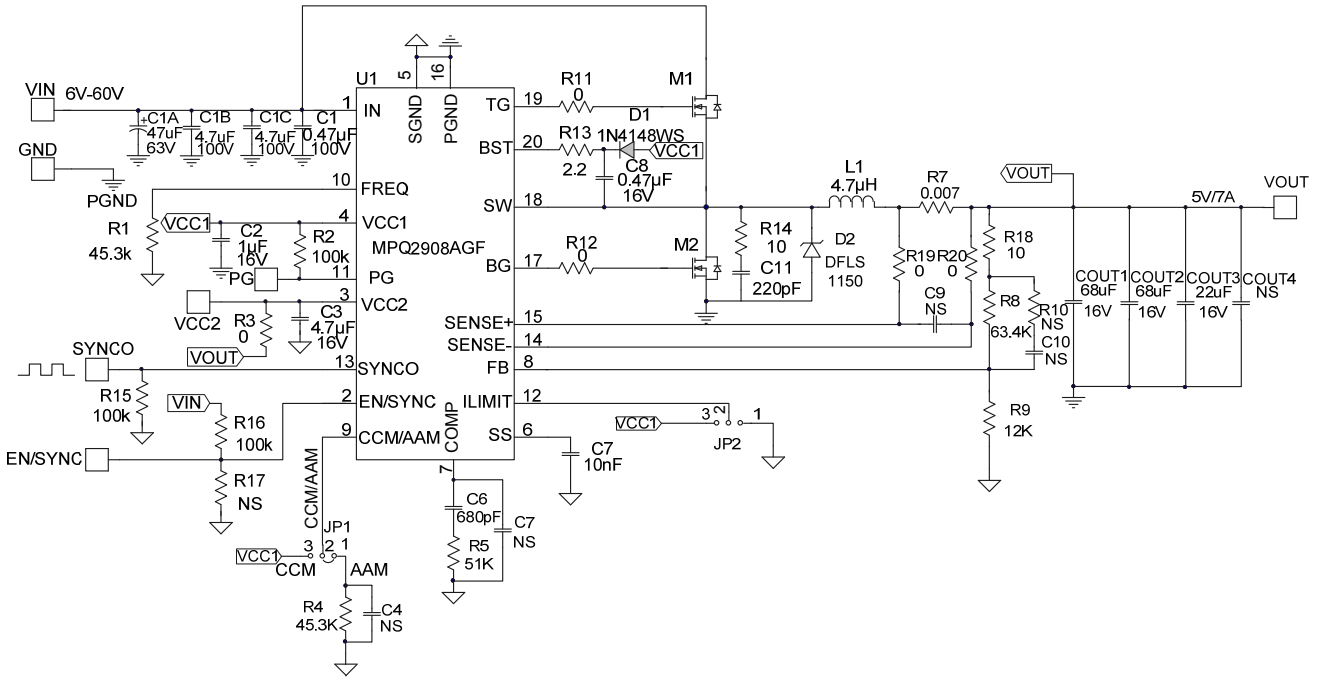 VIN 6V-60V
C1A
47uF
63V
C1B
4.7uF
100V
C1C
4.7uF
100V
C1
0.47µF
100V
GND
PGND
R1
45.3k
VCC1
C2
1µF
16V
R2
100k
PG
VCC2
R3
0
VOUT
C3
4.7µF
16V
SYNCO
R15
100k
VIN
R16
100k
EN/SYNC
R17
NS
CCM/AAM
JP1
VCC1
3 2 1
CCM AAM
R4
45.3K
C4
NS
U1
MPQ2908AGF
5 SGND
16 PGND
1 IN
10 FREQ
4 VCC1
11 PG
3 VCC2
13 SYNCO
2 EN/SYNC
9 CCM/AAM
7 COMP
TG 19
BST 20
SW 18
BG 17
SENSE+ 15
SENSE- 14
FB 8
ILIMIT 12
SS 6
C6
680pF
R5
51K
C7
NS
C7
10nF
R11
0
M1
D1
1N4148WS
VCC1
R13
2.2
C8
0.47µF
16V
R12
0
M2
R14
10
C11
220pF
D2
DFLS
1150
L1
4.7µH
R7
0.007
R19
0
R20
0
C9
NS
VOUT
R18
10
R8
63.4K
R10
NS
C10
NS
R9
12K
VCC1
3 2 1
JP2
5V/7A
VOUT
COUT1
68uF
16V
COUT2
68uF
16V
COUT3
22uF
16V
COUT4
NS